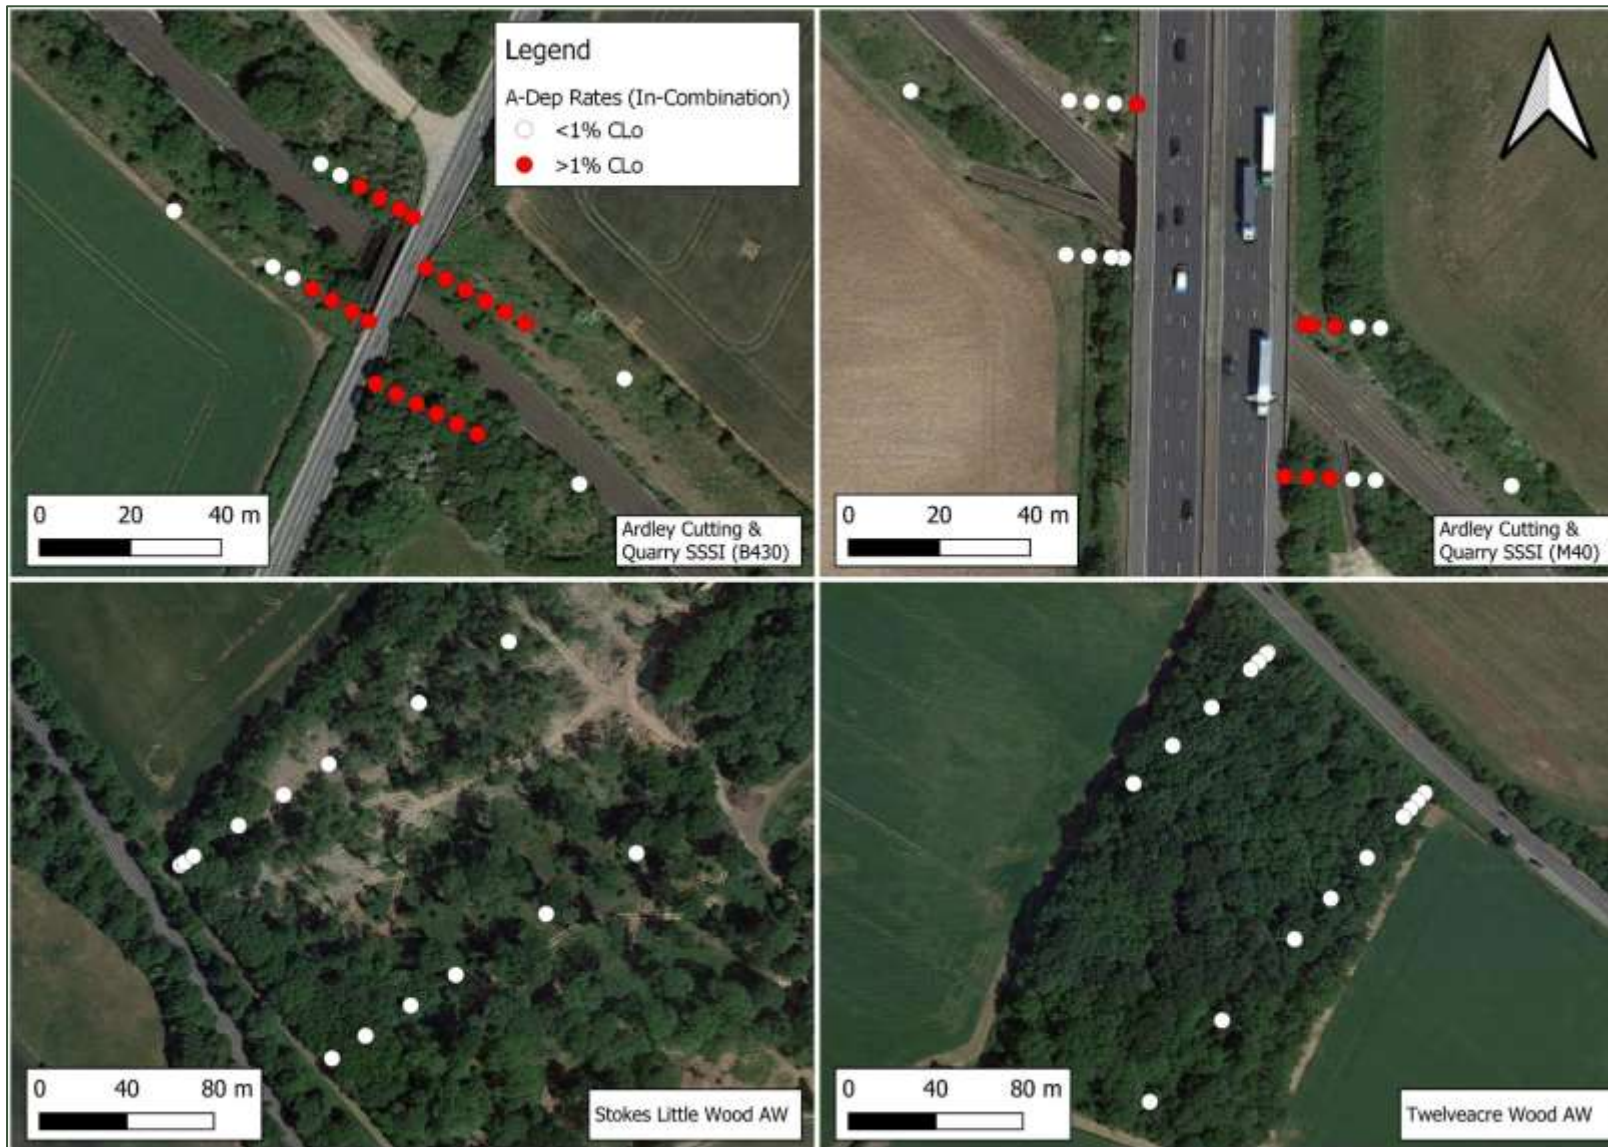 Legend
A-Dep Rates (In-Combination)
<1% CLo
>1% CLo
0 20 40 m
Ardley Cutting &
Quarry SSSI (B430)
0 20 40 m
Ardley Cutting &
Quarry SSSI (M40)
0 40 80 m
Stokes Little Wood AW
0 40 80 m
Twelveacre Wood AW